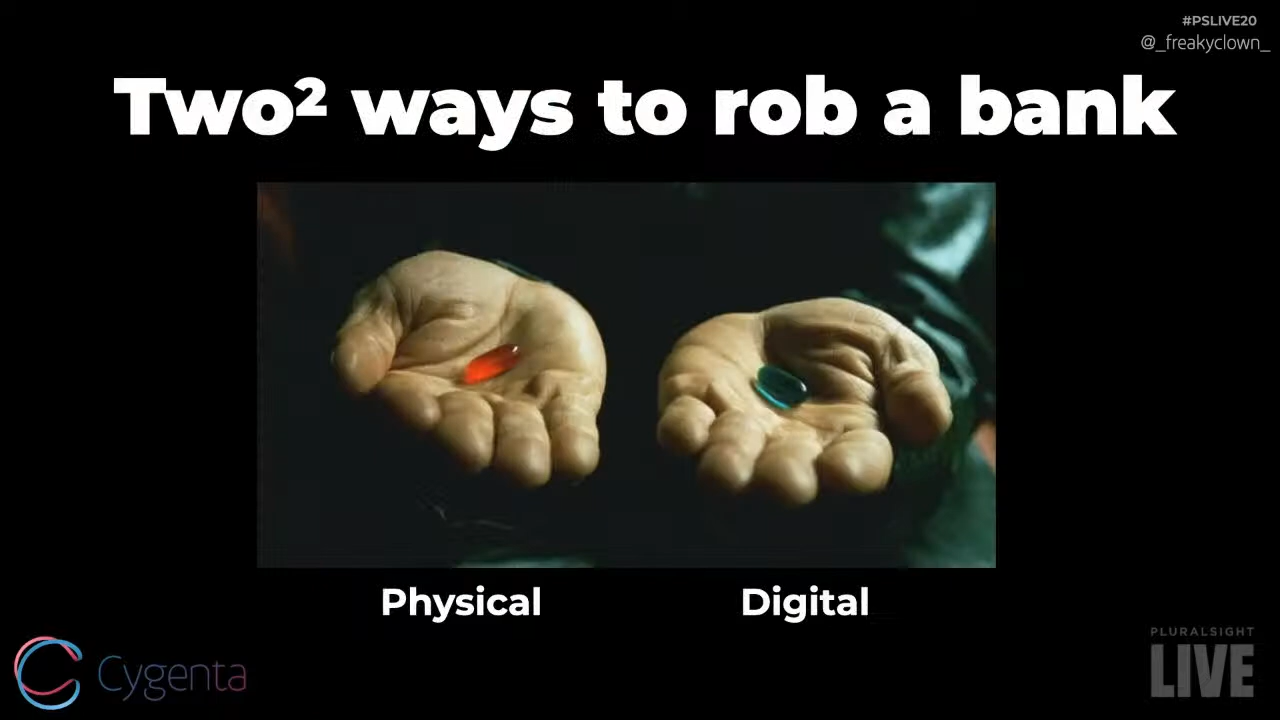 #PSLIVE20
@_freakyclown_
Two² ways to rob a bank
Physical
Digital
Cygenta
PLURALSIGHT
LIVE